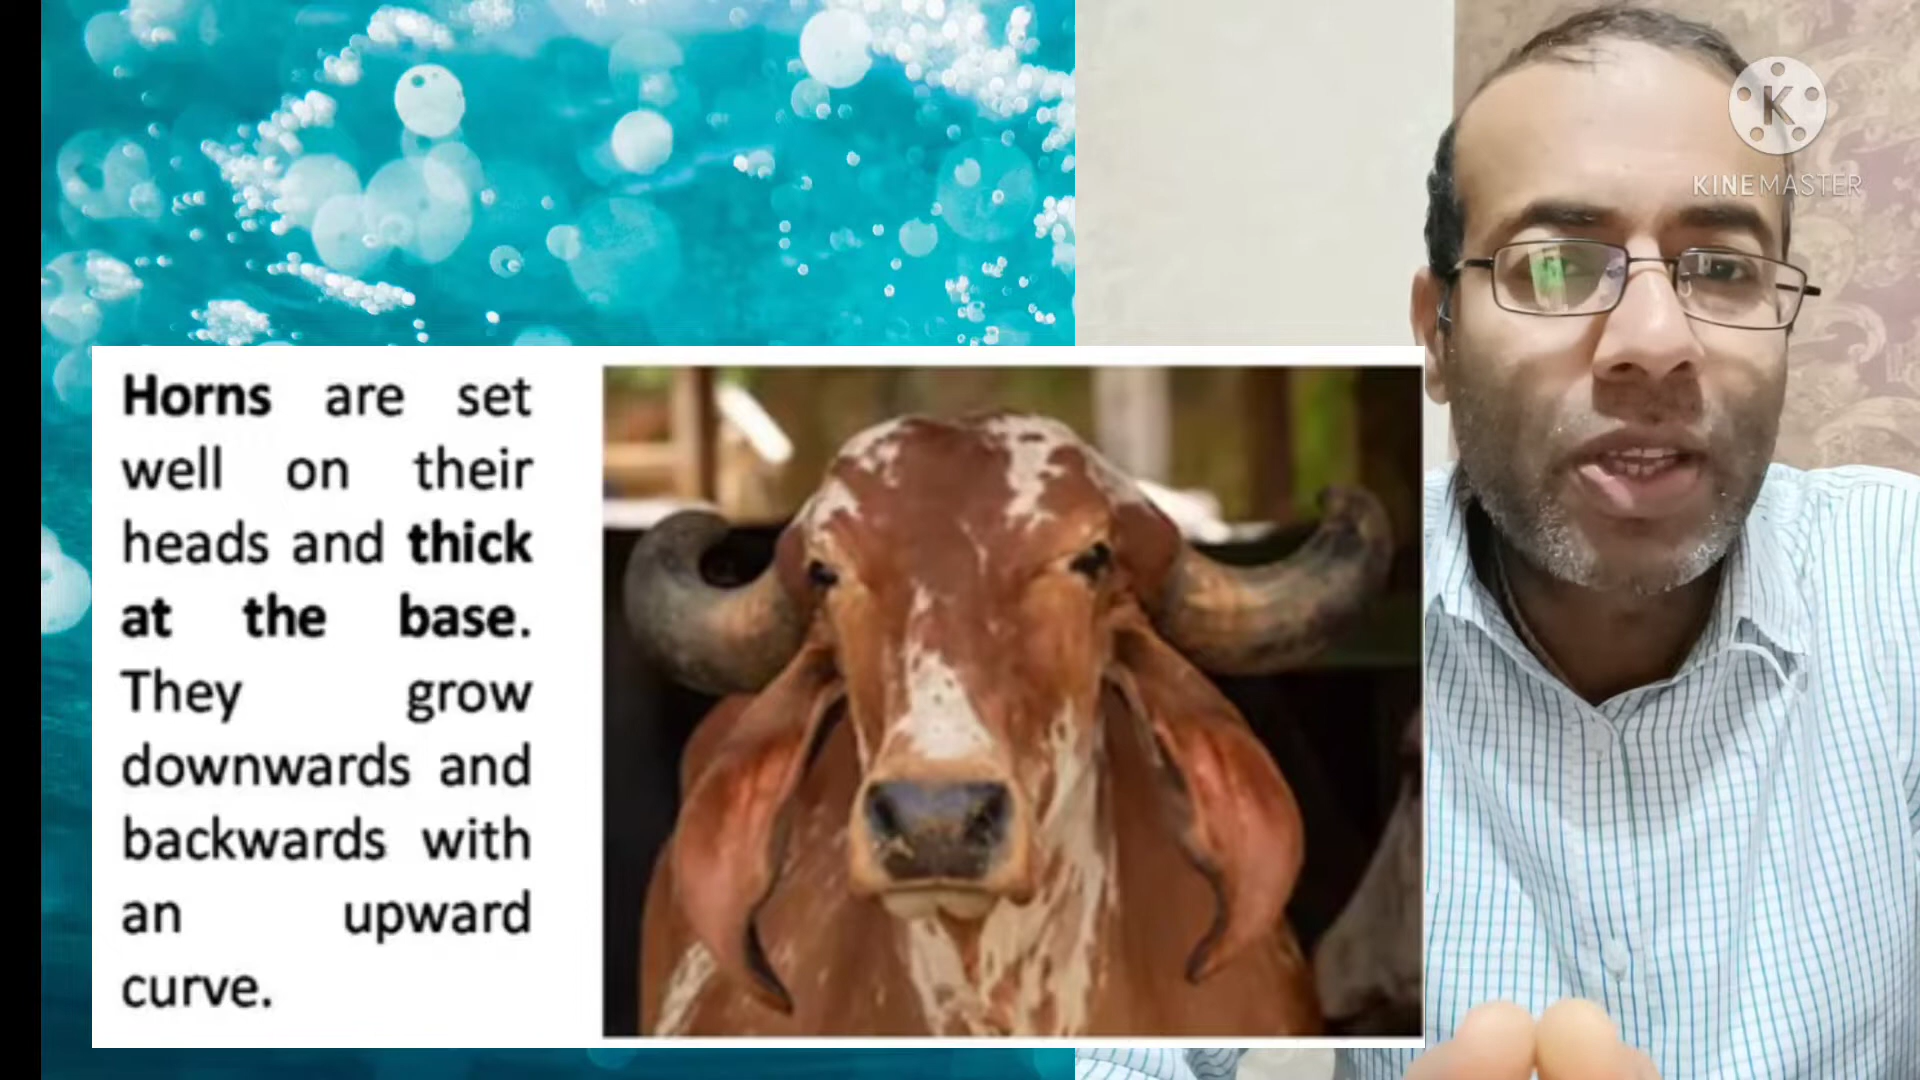 Horns are set
well on their
heads and thick
at the base.
They grow
downwards and
backwards with
an upward
curve.
K
KINEMASTER